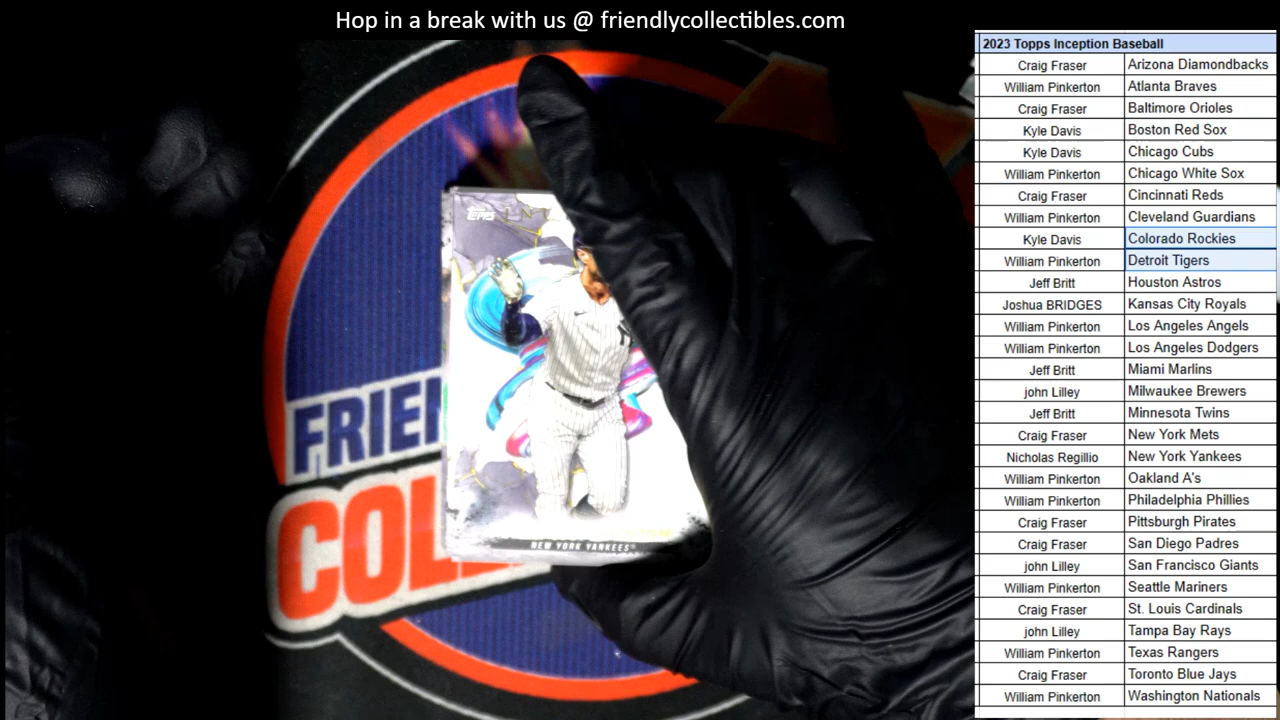 Hop in a break with us @ friendlycollectibles.com
2023 Topps Inception Baseball
Craig Fraser Arizona Diamondbacks
William Pinkerton Atlanta Braves
Craig Fraser Baltimore Orioles
Kyle Davis Boston Red Sox
Kyle Davis Chicago Cubs
William Pinkerton Chicago White Sox
Craig Fraser Cincinnati Reds
William Pinkerton Cleveland Guardians
Kyle Davis Colorado Rockies
William Pinkerton Detroit Tigers
Jeff Britt Houston Astros
Joshua BRIDGES Kansas City Royals
William Pinkerton Los Angeles Angels
William Pinkerton Los Angeles Dodgers
Jeff Britt Miami Marlins
john Lilley Milwaukee Brewers
Jeff Britt Minnesota Twins
Craig Fraser New York Mets
Nicholas Regillio New York Yankees
William Pinkerton Oakland A's
William Pinkerton Philadelphia Phillies
Craig Fraser Pittsburgh Pirates
Craig Fraser San Diego Padres
john Lilley San Francisco Giants
William Pinkerton Seattle Mariners
Craig Fraser St. Louis Cardinals
john Lilley Tampa Bay Rays
William Pinkerton Texas Rangers
Craig Fraser Toronto Blue Jays
William Pinkerton Washington Nationals
Topps
NEW YORK YANKEES
FRIEN
COLL